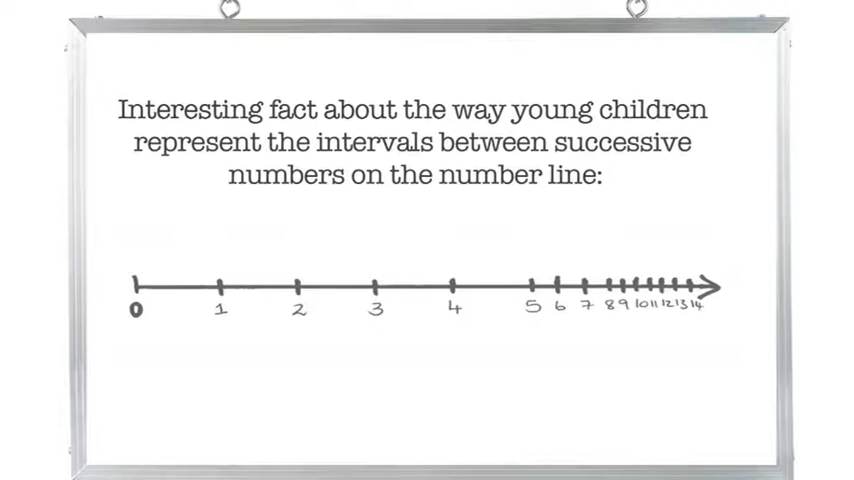 Interesting fact about the way young children
represent the intervals between successive
numbers on the number line:
0 1 2 3 4 5 6 7 8 9 10 11 12 13 14